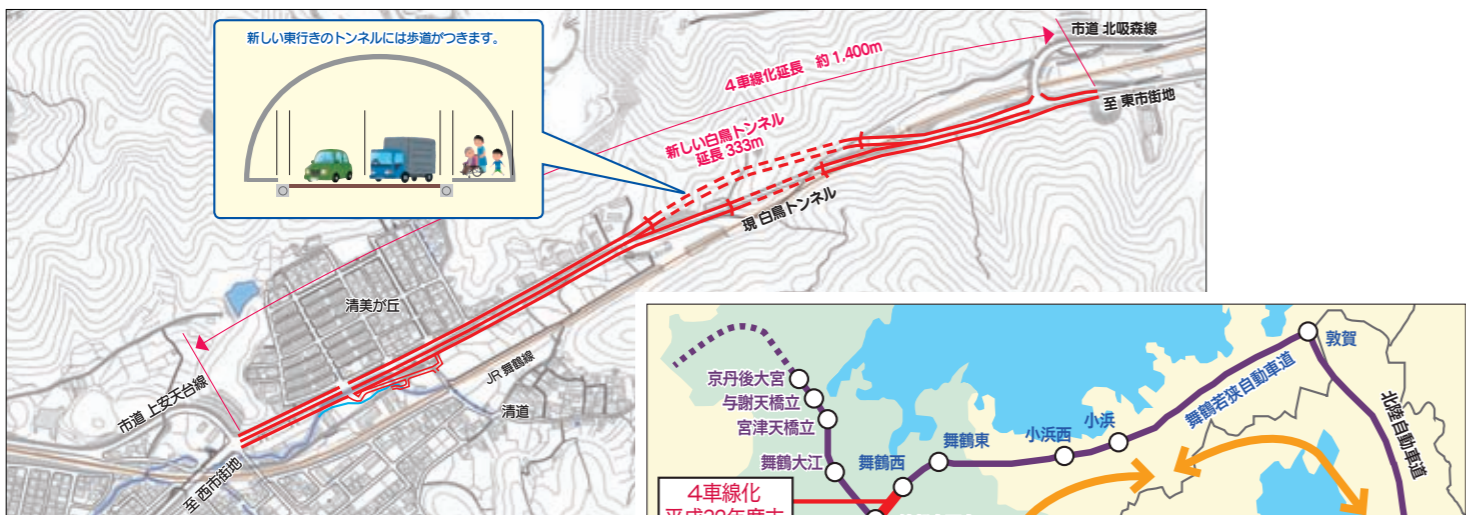 新しい東行きのトンネルには歩道がつきます。
市道 北吸森線
4車線化延長 約 1,400m
至 東市街地
新しい白鳥トンネル
延長 333m
現 白鳥トンネル
清美が丘
JR 舞鶴線
市道 上安天台線
清道
至 西市街地
敦賀
京丹後大宮
与謝天橋立
宮津天橋立
舞鶴若狭自動車道
北陸自動車道
小浜
小浜西
舞鶴東
舞鶴西
舞鶴大江
4車線化